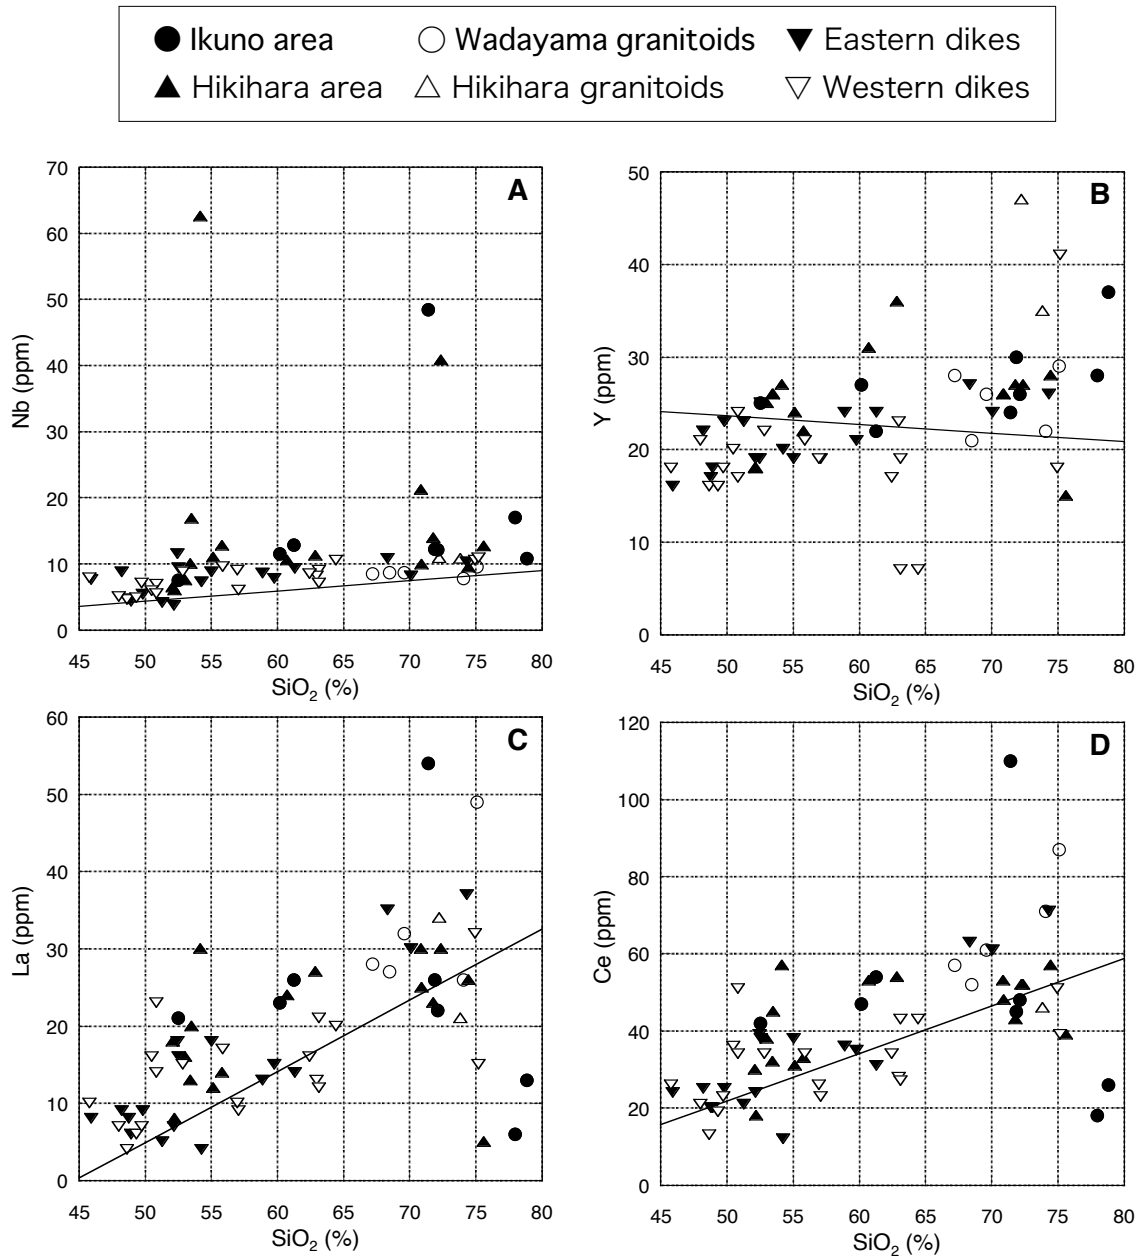 Ikuno area Wadayama granitoids Eastern dikes
Hikihara area Hikihara granitoids Western dikes
A
70
60
50
40
30
20
10
0
Nb (ppm)
45 50 55 60 65 70 75 80
SiO2 (%)
B
50
40
30
20
10
0
Y (ppm)
45 50 55 60 65 70 75 80
SiO2 (%)
C
60
50
40
30
20
10
0
La (ppm)
45 50 55 60 65 70 75 80
SiO2 (%)
D
120
100
80
60
40
20
0
Ce (ppm)
45 50 55 60 65 70 75 80
SiO2 (%)